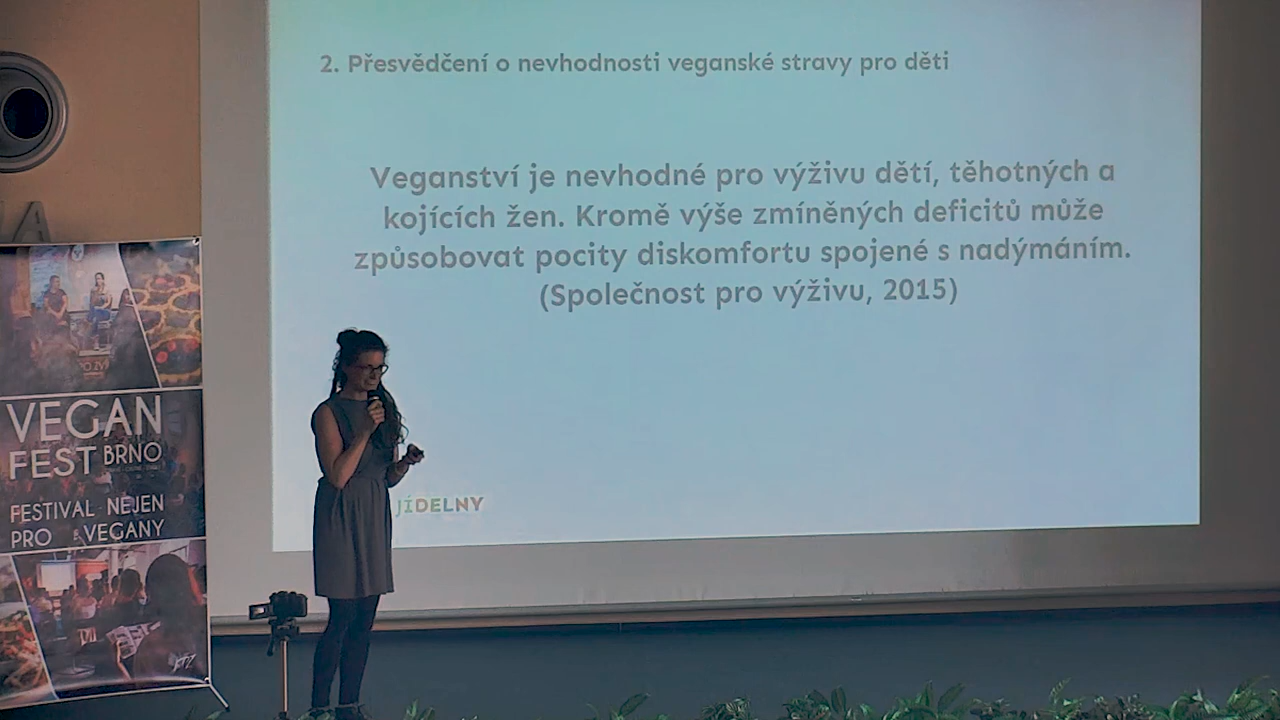 2. Přesvědčení o nevhodnosti veganské stravy pro děti
Veganství je nevhodné pro výživu dětí, těhotných a
kojících žen. Kromě výše zmíněných deficitů může
způsobovat pocity diskomfortu spojené s nadýmáním.
(Společnost pro výživu, 2015)
JÍDELNY
A
VEGAN
FEST BRNO
FESTIVAL NEJEN
PRO VEGANY